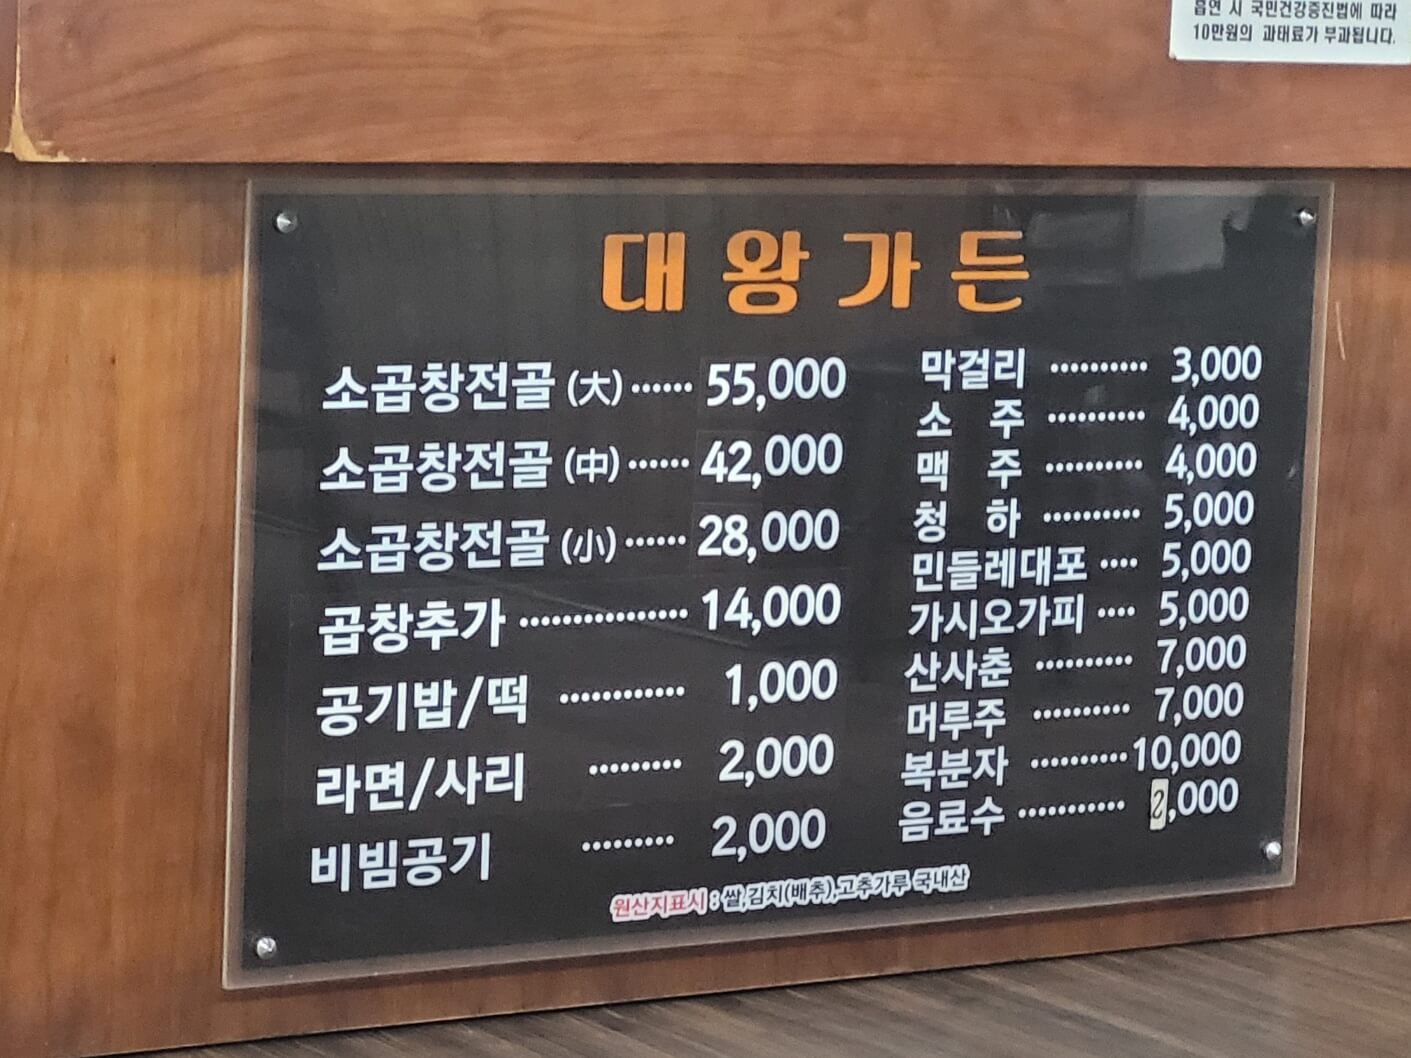 흡연 시 국민건강증진법에 따라
10만원의 과태료가 부과됩니다.
대왕가든
소곱창전골 (大) ······ 55,000
소곱창전골 (中) ······ 42,000
소곱창전골 (小) ······ 28,000
곱창추가 ··············· 14,000
공기밥/떡 ············ 1,000
라면/사리 ········· 2,000
비빔공기 ········· 2,000
막걸리 ·········· 3,000
소 주 ·········· 4,000
맥 주 ·········· 4,000
청 하 ·········· 5,000
민들레대포 ···· 5,000
가시오가피 ···· 5,000
산사춘 ·········· 7,000
머루주 ·········· 7,000
복분자 ·········· 10,000
음료수 ··········· 2,000
원산지표시 : 쌀,김치(배추),고추가루 국내산